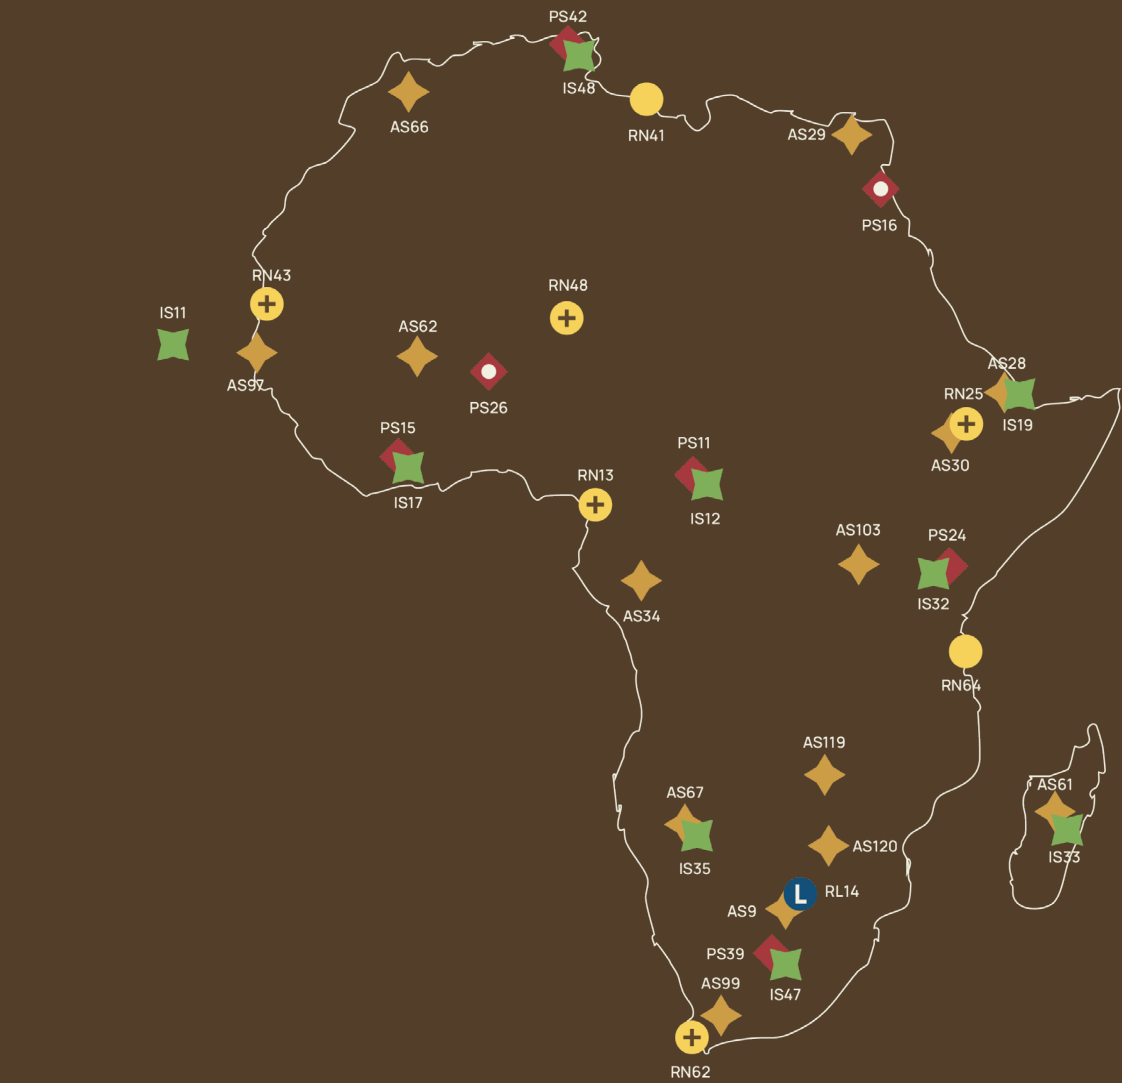 PS42
IS48
AS66
RN41
AS29
PS16
RN43
RN48
IS11
AS62
AS97
PS26
AS28
RN25
IS19
PS15
AS30
PS11
RN13
IS17
IS12
AS103
PS24
IS32
AS34
RN64
AS119
AS61
AS67
AS120
IS33
IS35
L
RL14
AS9
PS39
AS99
IS47
RN62